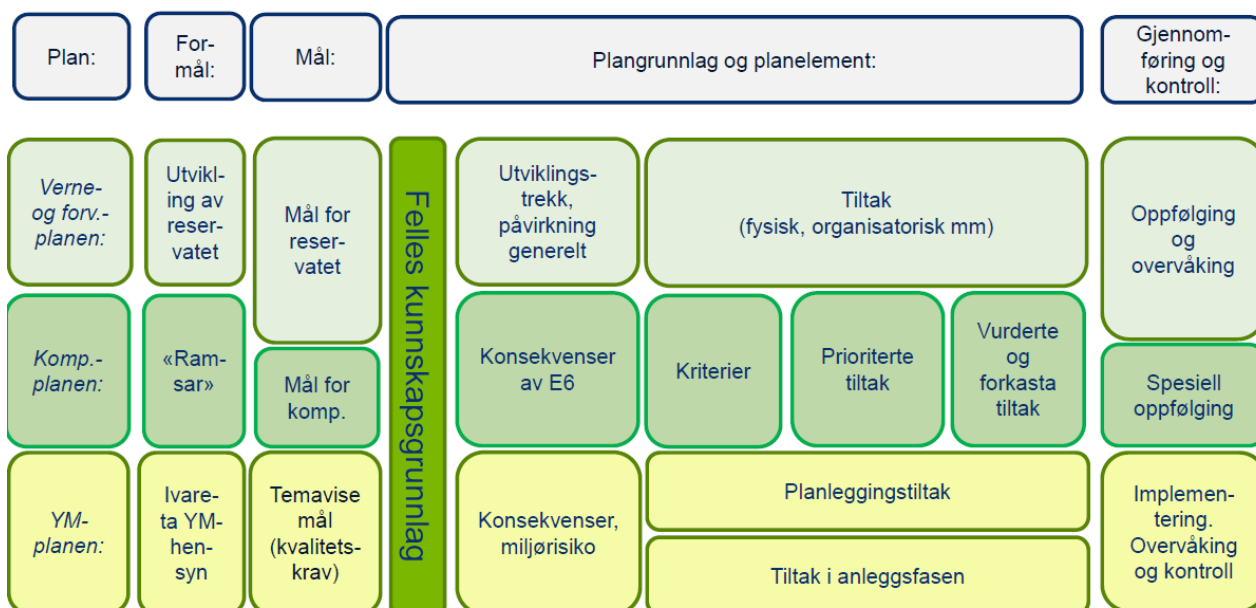 Plan:
For-
mål:
Mål:
Plangrunnlag og planelement:
Gjennom-
føring og
kontroll:
Verne-
og forv.-
planen:
Utvikl-
ing av
reser-
vatet
Mål for
reser-
vatet
Felles kunnskapsgrunnlag
Utviklings-
trekk,
påvirkning
generelt
Tiltak
(fysisk, organisatorisk mm)
Oppfølging
og
overvåking
Komp.-
planen:
«Ram-
sar»
Mål for
komp.
Konsekvenser
av E6
Kriterier
Prioriterte
tiltak
Vurderte
og
forkasta
tiltak
Spesiell
oppfølging
YM-
planen:
Ivare-
ta YM-
hen-
syn
Temavise
mål
(kvalitets-
krav)
Konsekvenser,
miljørisiko
Planleggingstiltak
Tiltak i anleggsfasen
Implemen-
tering.
Overvåking
og kontroll